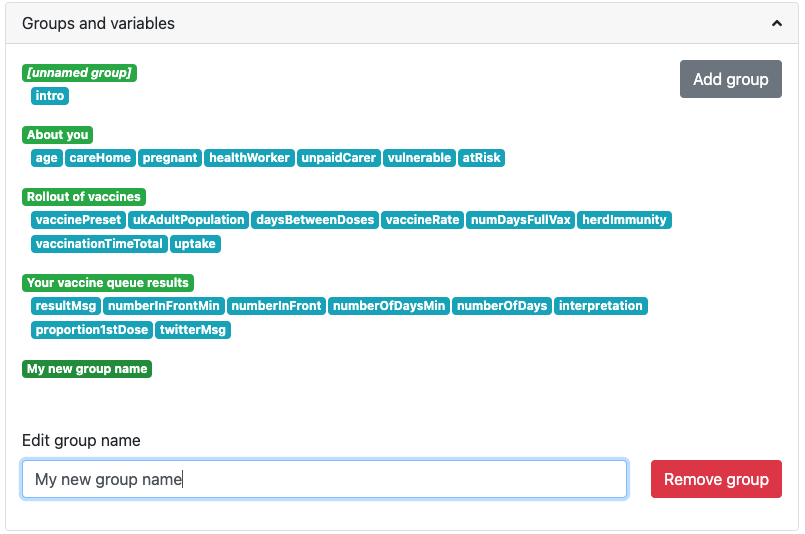 Groups and variables
[unnamed group]
Add group
intro
About you
age careHome pregnant healthWorker unpaidCarer vulnerable atRisk
Rollout of vaccines
vaccinePreset ukAdultPopulation daysBetweenDoses vaccineRate numDaysFullVax herdImmunity
vaccinationTimeTotal uptake
Your vaccine queue results
resultMsg numberInFrontMin numberInFront numberOfDaysMin numberOfDays interpretation
proportion1stDose twitterMsg
My new group name
Edit group name
My new group name
Remove group